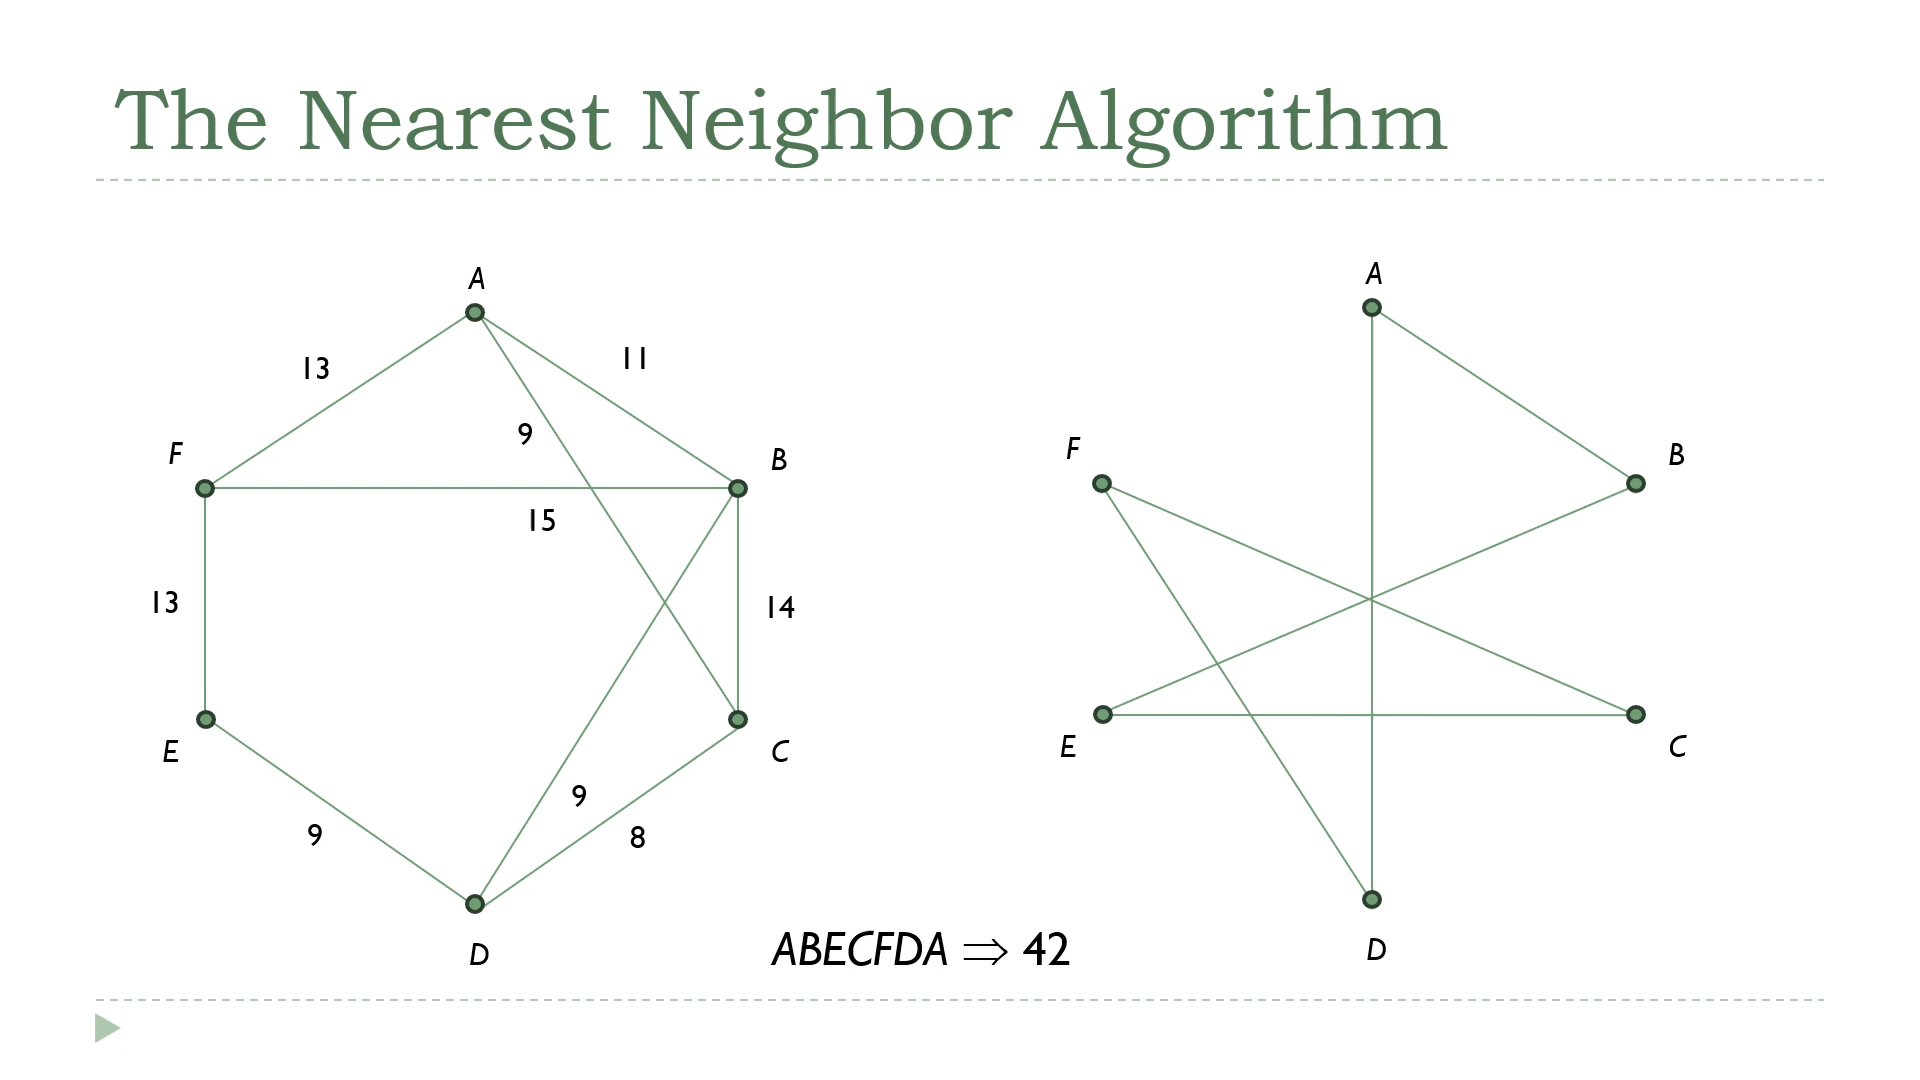 The Nearest Neighbor Algorithm
A
13
11
9
F
B
15
13
14
E
C
9
9
8
D
A
F
B
E
C
D
ABECFDA ⇒ 42